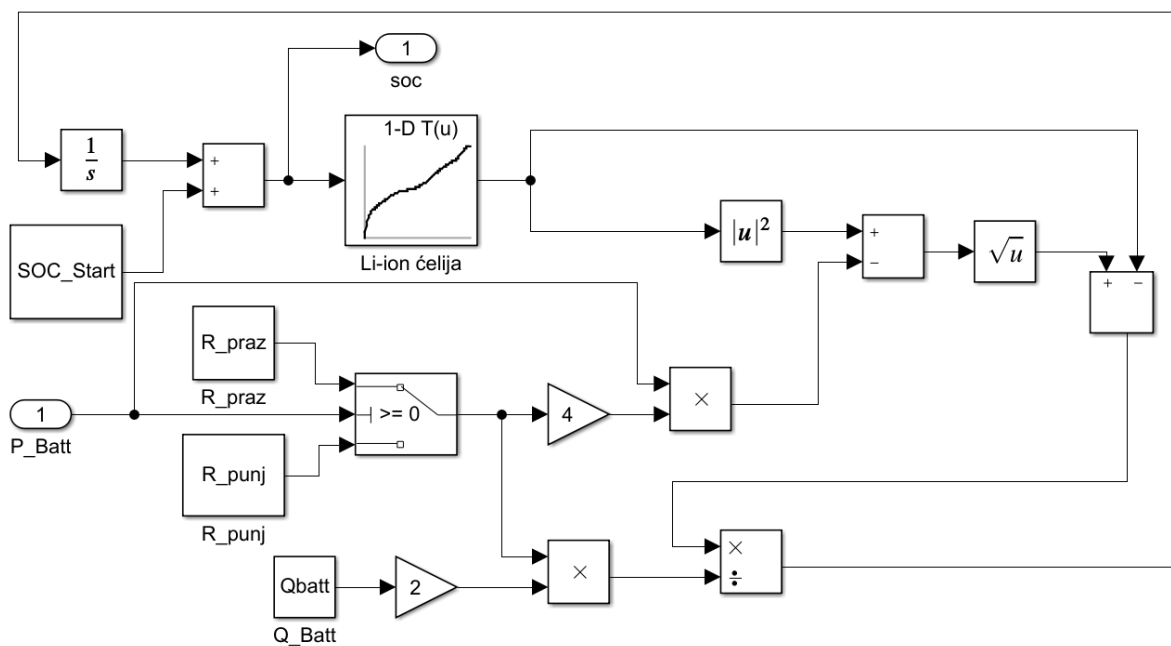 1
soc
1-D T(u)
1
s
+
+
Li-ion ćelija
SOC_Start
|u|²
+
−
√u
+ −
R_praz
R_praz
1
P_Batt
>= 0
4
×
R_punj
R_punj
Qbatt
Q_Batt
2
×
×
÷